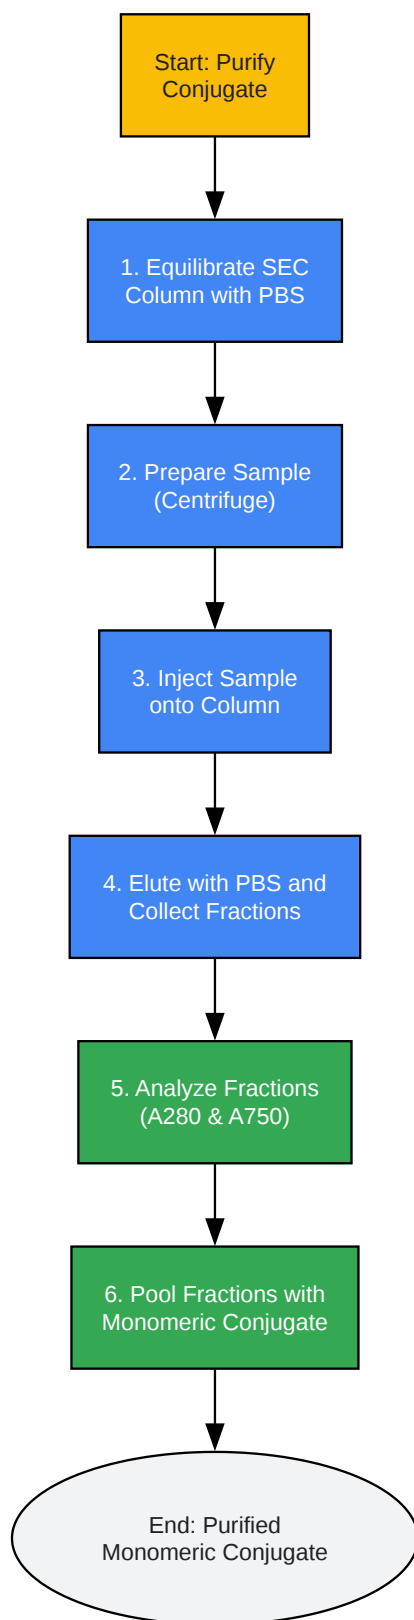 Start: Purify
Conjugate
1. Equilibrate SEC
Column with PBS
2. Prepare Sample
(Centrifuge)
3. Inject Sample
onto Column
4. Elute with PBS and
Collect Fractions
5. Analyze Fractions
(A280 & A750)
6. Pool Fractions with
Monomeric Conjugate
End: Purified
Monomeric Conjugate